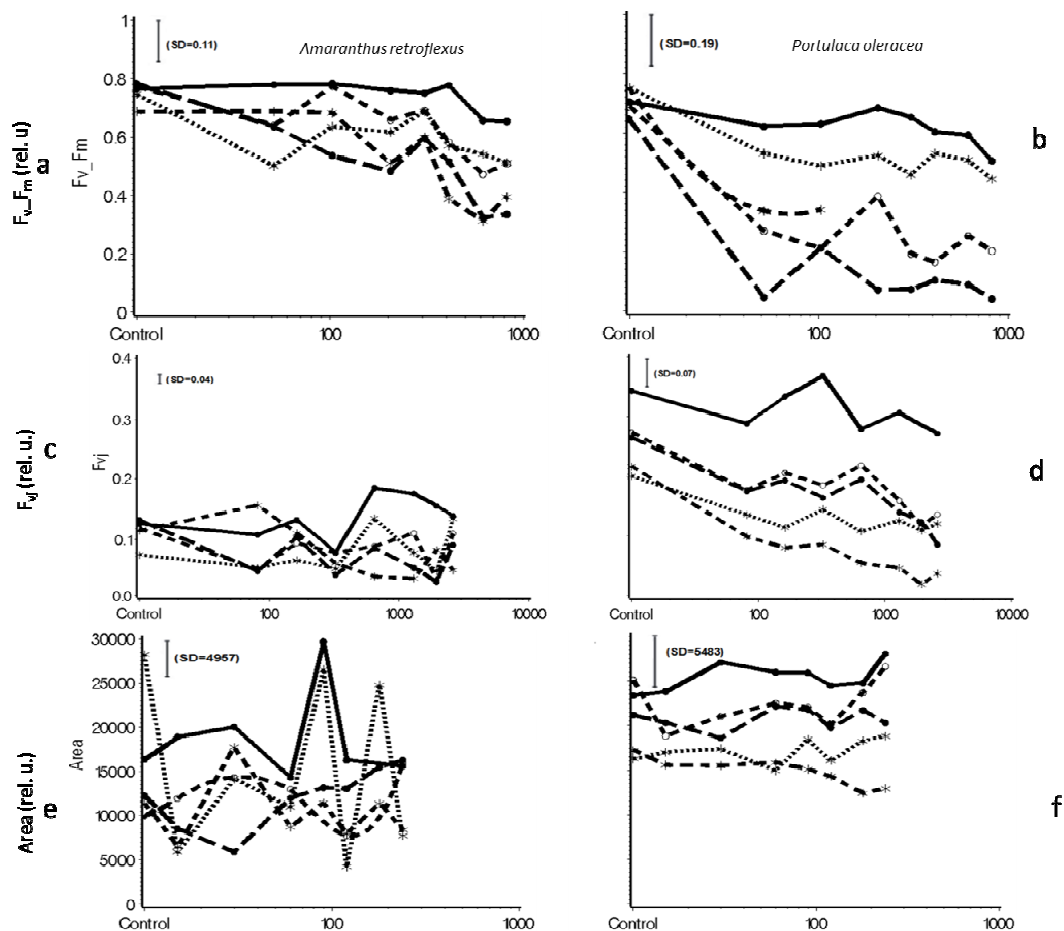 1
(SD=0.11)
Amaranthus retroflexus
0.8
0.6
0.4
0.2
0
F_v_Fm (rel. u)
a
Fv_Fm
Control
100
1000
(SD=0.19)
Portulaca oleracea
b
Control
100
1000
0.4
(SD=0.04)
0.3
0.2
0.1
0.0
F_vj (rel. u.)
c
Fvj
Control
100
1000
10000
(SD=0.07)
d
Control
100
1000
10000
30000
(SD=4957)
25000
20000
15000
10000
5000
0
Area (rel. u.)
e
Area
Control
100
1000
(SD=5483)
f
Control
100
1000